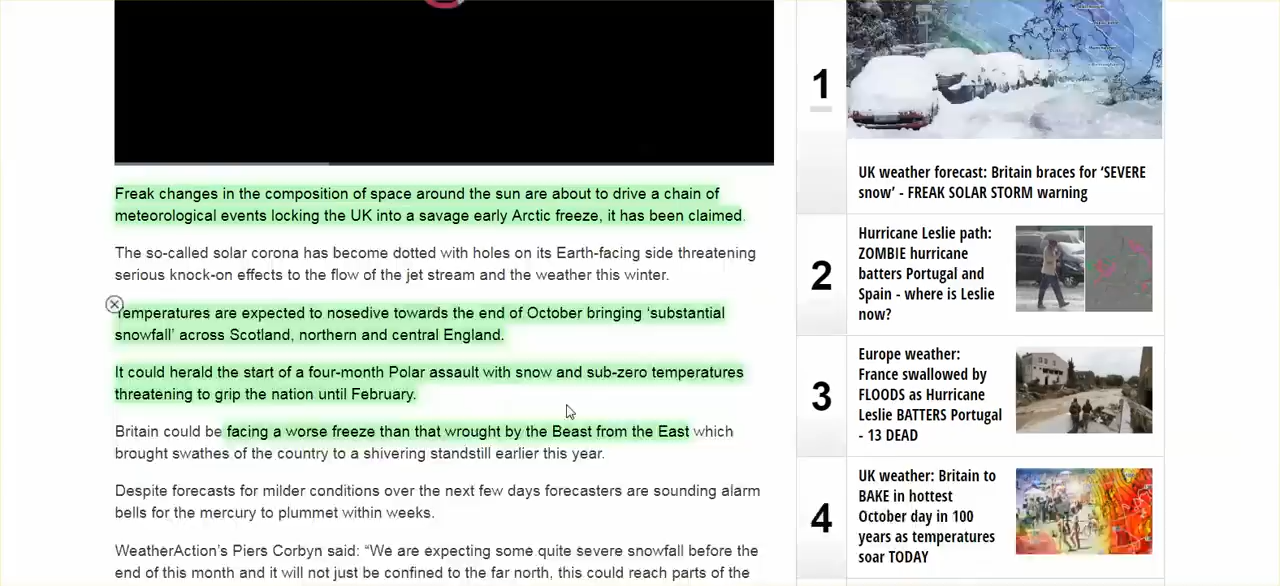 Freak changes in the composition of space around the sun are about to drive a chain of
meteorological events locking the UK into a savage early Arctic freeze, it has been claimed.
The so-called solar corona has become dotted with holes on its Earth-facing side threatening
serious knock-on effects to the flow of the jet stream and the weather this winter.
Temperatures are expected to nosedive towards the end of October bringing ‘substantial
snowfall’ across Scotland, northern and central England.
It could herald the start of a four-month Polar assault with snow and sub-zero temperatures
threatening to grip the nation until February.
Britain could be facing a worse freeze than that wrought by the Beast from the East which
brought swathes of the country to a shivering standstill earlier this year.
Despite forecasts for milder conditions over the next few days forecasters are sounding alarm
bells for the mercury to plummet within weeks.
WeatherAction’s Piers Corbyn said: “We are expecting some quite severe snowfall before the
end of this month and it will not just be confined to the far north, this could reach parts of the
1
UK weather forecast: Britain braces for ‘SEVERE
snow’ - FREAK SOLAR STORM warning
2
Hurricane Leslie path:
ZOMBIE hurricane
batters Portugal and
Spain - where is Leslie
now?
3
Europe weather:
France swallowed by
FLOODS as Hurricane
Leslie BATTERS Portugal
- 13 DEAD
4
UK weather: Britain to
BAKE in hottest
October day in 100
years as temperatures
soar TODAY